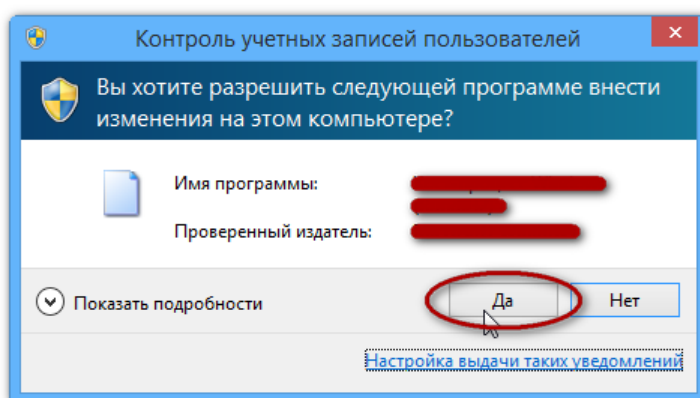 Контроль учетных записей пользователей
Вы хотите разрешить следующей программе внести
изменения на этом компьютере?
Имя программы:
Проверенный издатель:
Показать подробности
Да
Нет
Настройка выдачи таких уведомлений